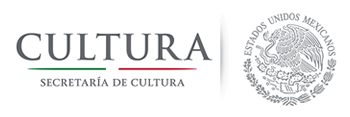 CULTURA
SECRETARÍA DE CULTURA
ESTADOS UNIDOS MEXICANOS